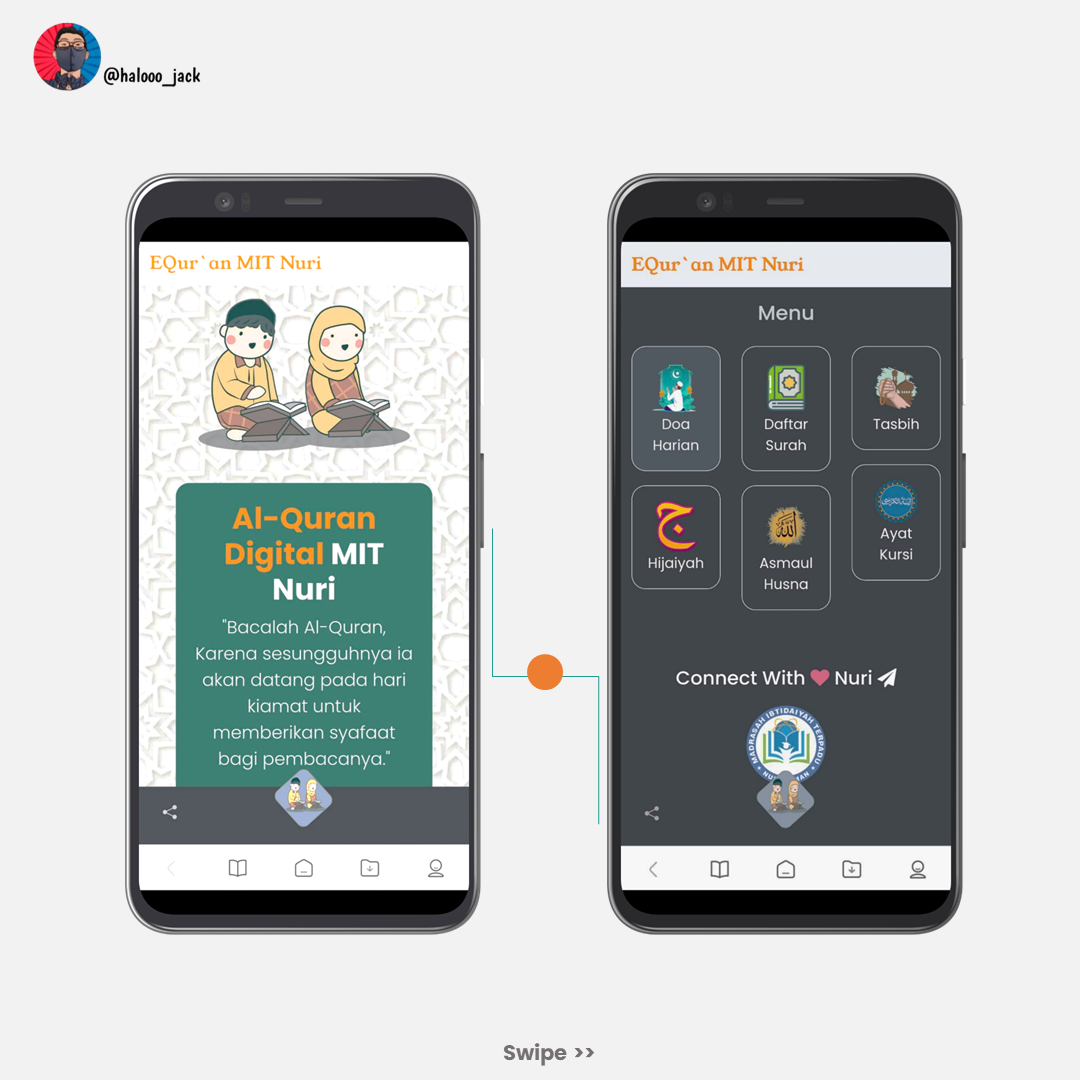 @halooo_jack
EQur`an MIT Nuri
Al-Quran
Digital MIT
Nuri
"Bacalah Al-Quran,
Karena sesungguhnya ia
akan datang pada hari
kiamat untuk
memberikan syafaat
bagi pembacanya."
EQur`an MIT Nuri
Menu
Doa
Harian
Daftar
Surah
Tasbih
ج
Hijaiyah
Asmaul
Husna
Ayat
Kursi
Connect With Nuri
MADRASAH IBTIDAIYAH TERPADU
Swipe >>